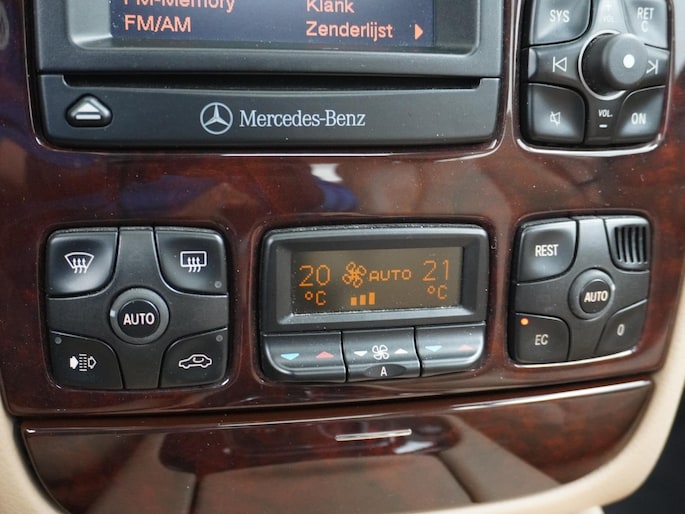 FM-Memory Klank
FM/AM Zenderlijst
SYS
VOL.
+
RET
C
VOL.
-
ON
Mercedes-Benz
AUTO
20 °C
AUTO
21 °C
A
REST
AUTO
EC
0